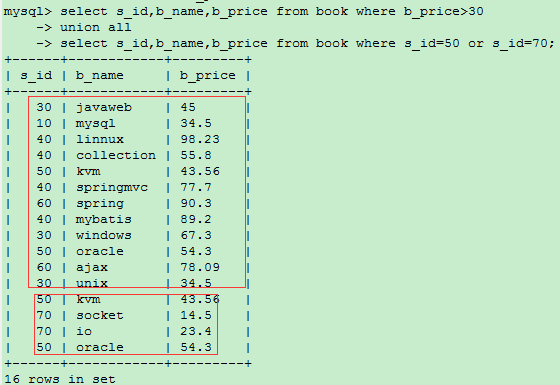 mysql> select s_id,b_name,b_price from book where b_price>30
    -> union all
    -> select s_id,b_name,b_price from book where s_id=50 or s_id=70;
+------+------------+---------+
| s_id | b_name     | b_price |
+------+------------+---------+
|   30 | javaweb    | 45      |
|   10 | mysql      | 34.5    |
|   40 | linnux     | 98.23   |
|   40 | collection | 55.8    |
|   50 | kvm        | 43.56   |
|   40 | springmvc  | 77.7    |
|   60 | spring     | 90.3    |
|   40 | mybatis    | 89.2    |
|   30 | windows    | 67.3    |
|   50 | oracle     | 54.3    |
|   60 | ajax       | 78.09   |
|   30 | unix       | 34.5    |
|   50 | kvm        | 43.56   |
|   70 | socket     | 14.5    |
|   70 | io         | 23.4    |
|   50 | oracle     | 54.3    |
+------+------------+---------+
16 rows in set